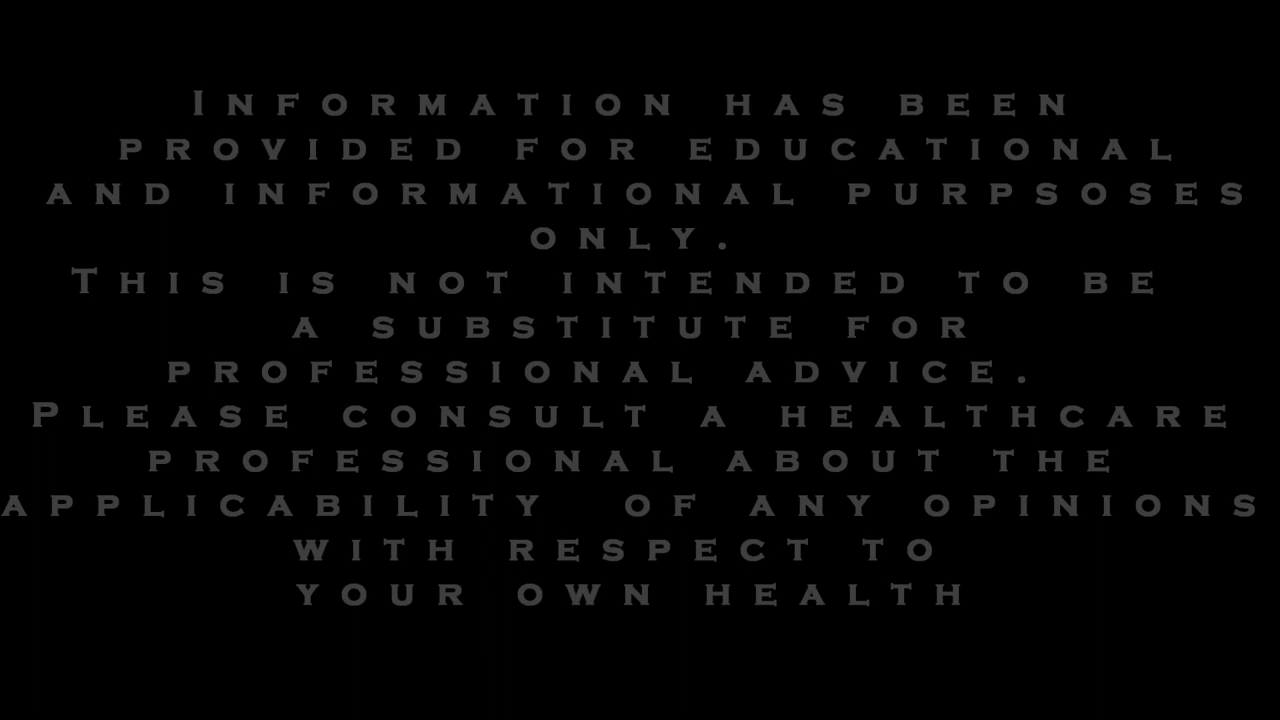 Information has been
provided for educational
and informational purpsoses
only.
This is not intended to be
a substitute for
professional advice.
Please consult a healthcare
professional about the
applicability of any opinions
with respect to
your own health